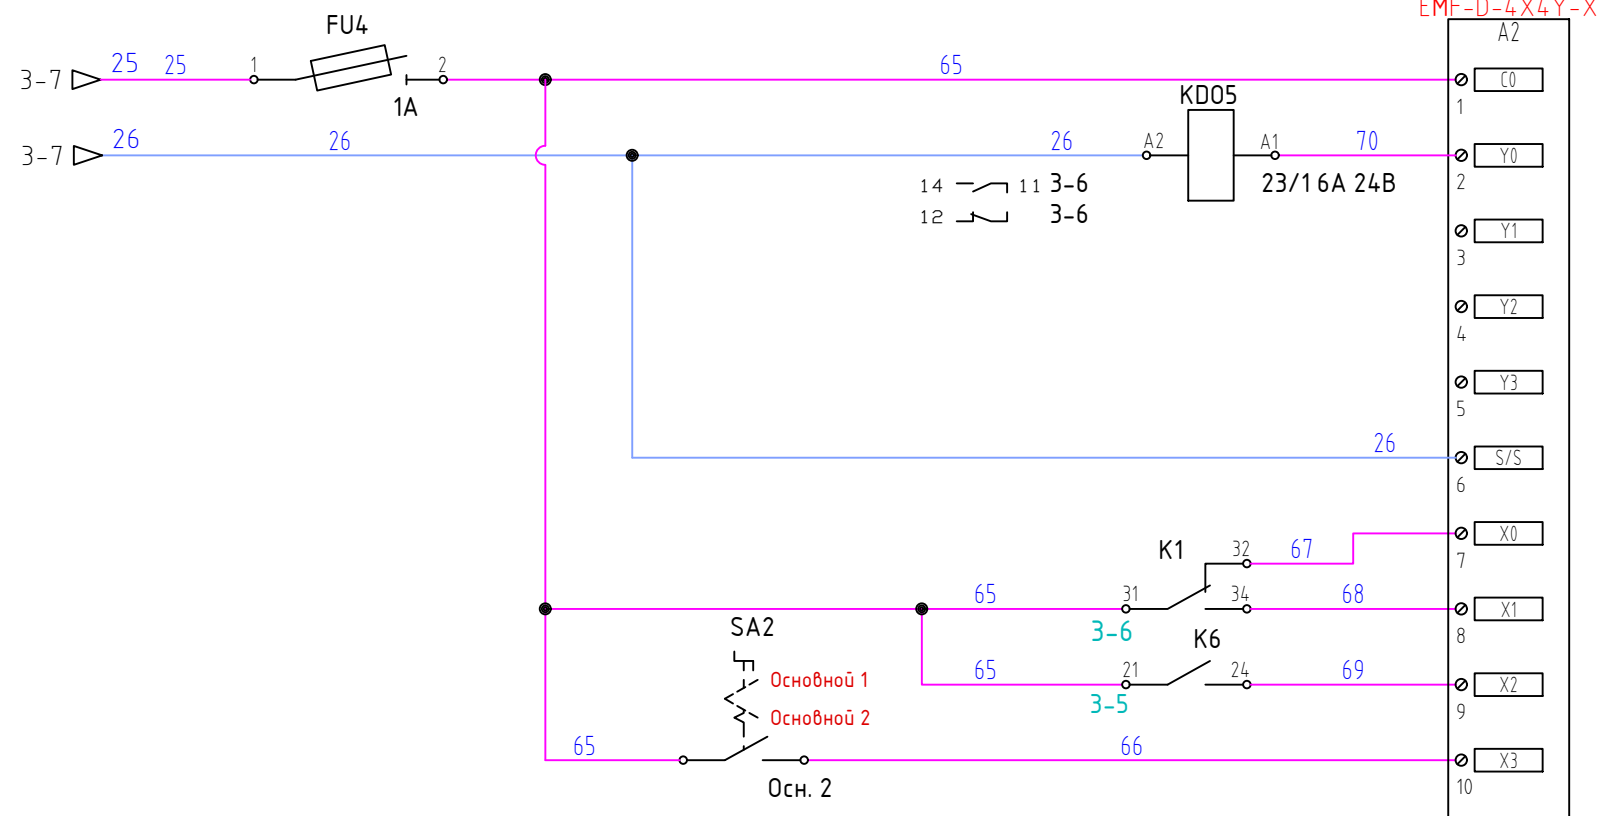 EMF-D-4X4Y-X
A2
FU4
3-7 25 25 1 2 65 C0
1A
1
KD05
3-7 26 26 26 A2 A1 70 Y0
14 11 3-6
23/1 6A 24В
2
12 3-6
Y1
3
Y2
4
Y3
5
26 S/S
6
X0
K1 32 67
7
65 31 34 68 X1
3-6
8
SA2
K6
Основной 1
65 21 24 69 X2
3-5
9
Основной 2
65 66 X3
Осн. 2
10